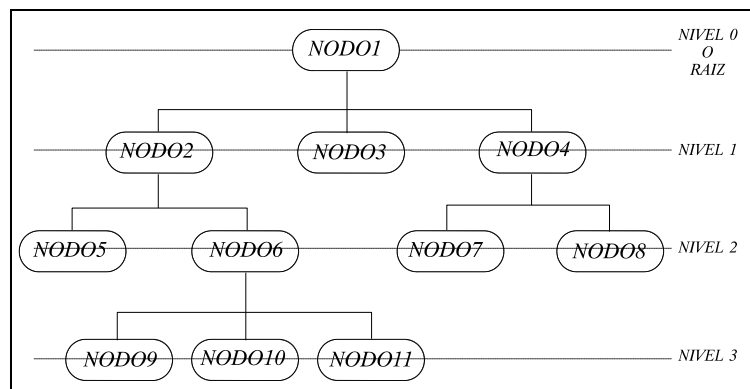 NODO1
NIVEL 0
O
RAIZ
NODO2
NODO3
NODO4
NIVEL 1
NODO5
NODO6
NODO7
NODO8
NIVEL 2
NODO9
NODO10
NODO11
NIVEL 3